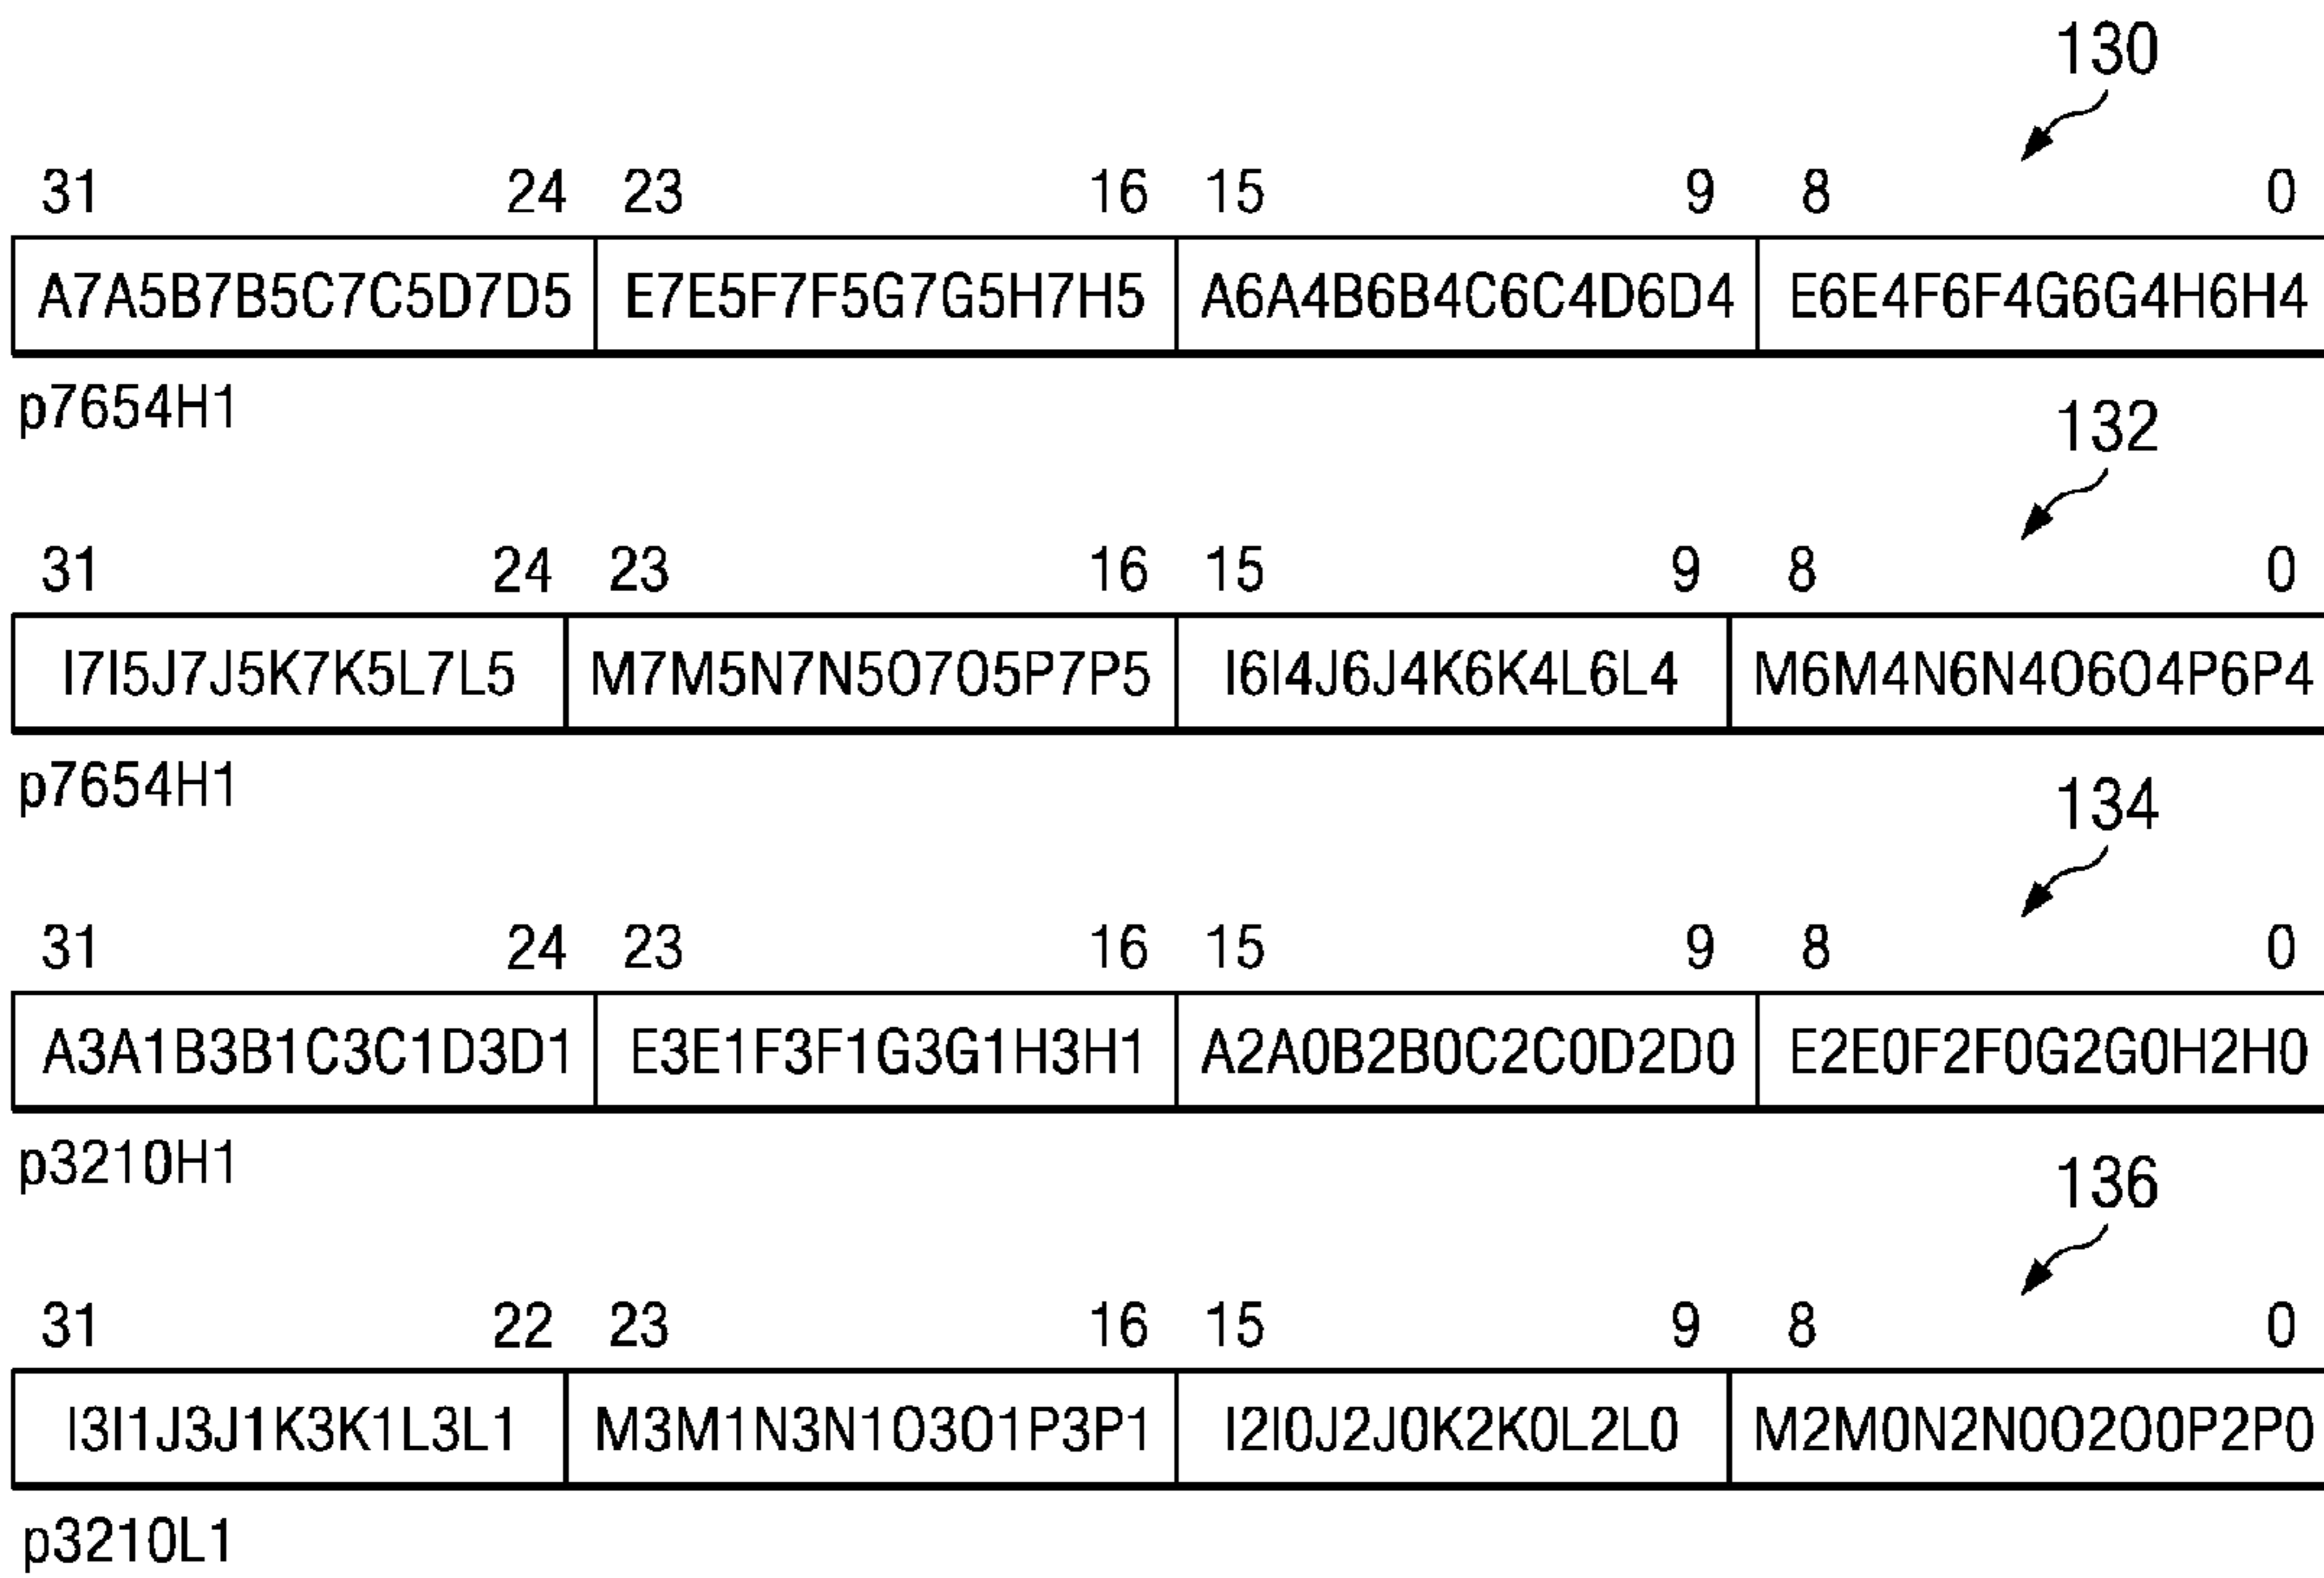 130
31 24 23 16 15 9 8 0
A7A5B7B5C7C5D7D5 E7E5F7F5G7G5H7H5 A6A4B6B4C6C4D6D4 E6E4F6F4G6G4H6H4
p7654H1
132
31 24 23 16 15 9 8 0
I7I5J7J5K7K5L7L5 M7M5N7N5O7O5P7P5 I6I4J6J4K6K4L6L4 M6M4N6N4O6O4P6P4
p7654H1
134
31 24 23 16 15 9 8 0
A3A1B3B1C3C1D3D1 E3E1F3F1G3G1H3H1 A2A0B2B0C2C0D2D0 E2E0F2F0G2G0H2H0
p3210H1
136
31 22 23 16 15 9 8 0
I3I1J3J1K3K1L3L1 M3M1N3N1O3O1P3P1 I2I0J2J0K2K0L2L0 M2M0N2N0O2O0P2P0
p3210L1